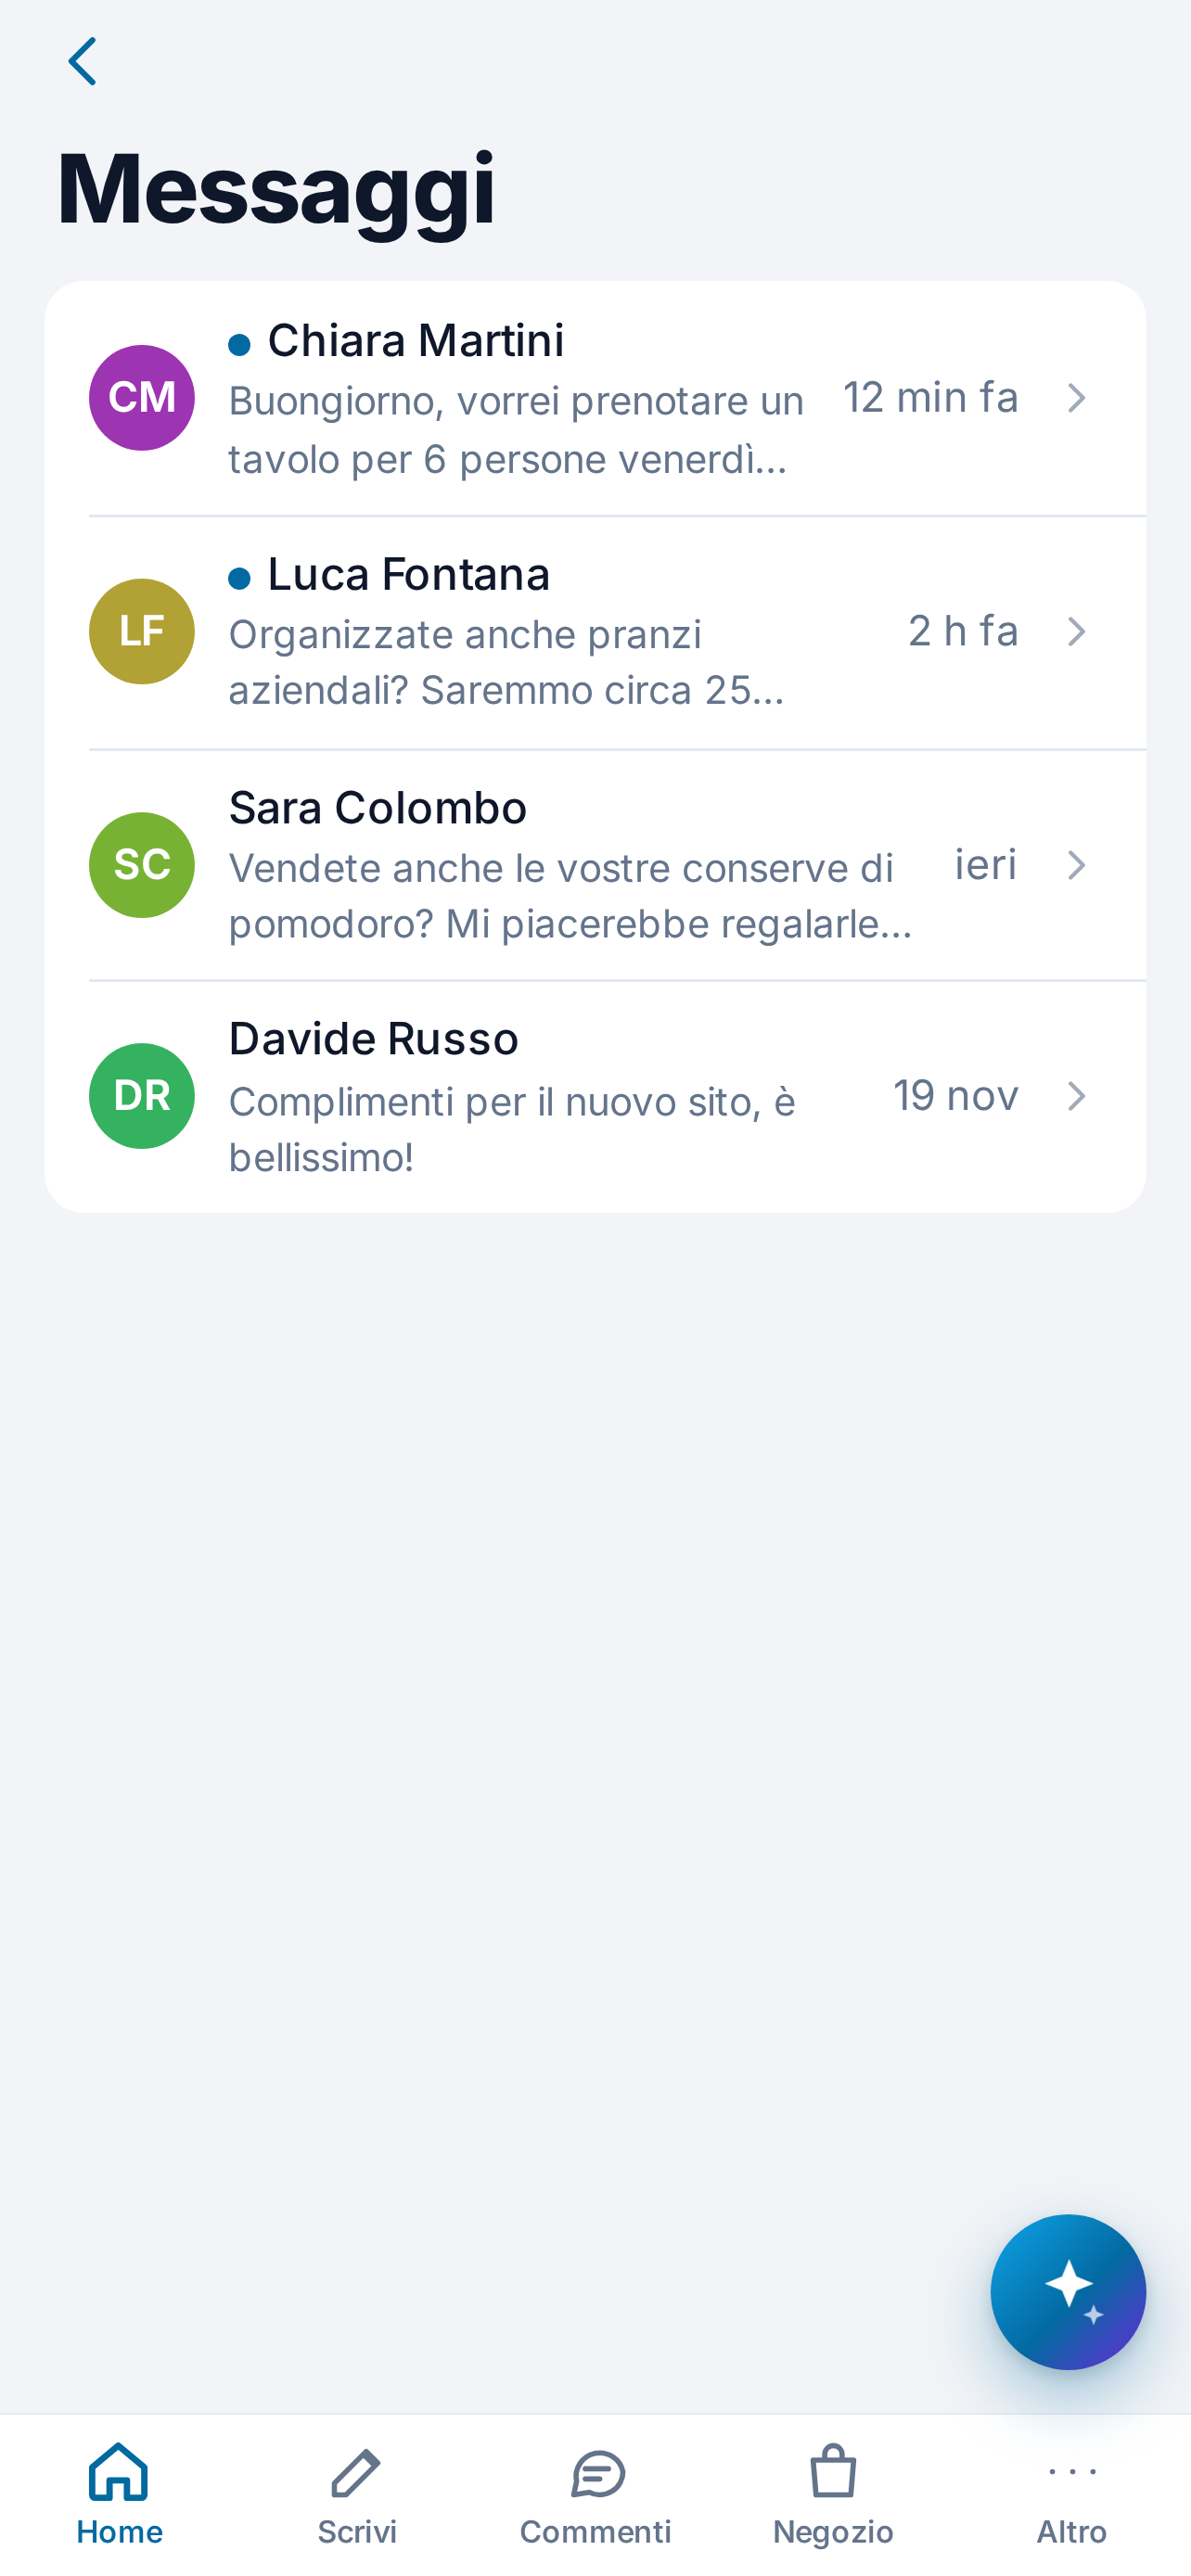 Messaggi
CM
Chiara Martini
Buongiorno, vorrei prenotare un
tavolo per 6 persone venerdì...
12 min fa
LF
Luca Fontana
Organizzate anche pranzi
aziendali? Saremmo circa 25...
2 h fa
SC
Sara Colombo
Vendete anche le vostre conserve di
pomodoro? Mi piacerebbe regalarle...
ieri
DR
Davide Russo
Complimenti per il nuovo sito, è
bellissimo!
19 nov
Home
Scrivi
Commenti
Negozio
Altro